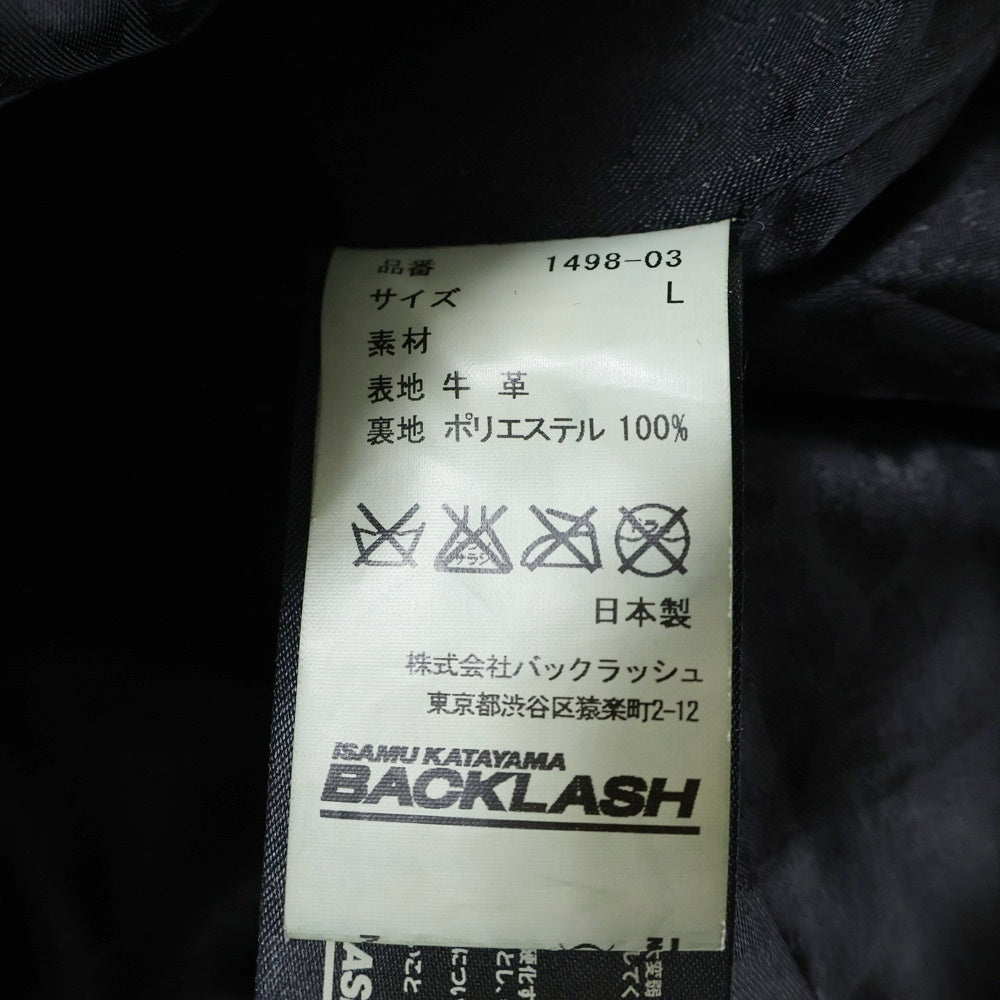 品番 1498-03
サイズ L
素材
表地 牛 革
裏地 ポリエステル 100%
日本製
株式会社バックラッシュ
東京都渋谷区猿楽町2-12
ISAMU KATAYAMA
BACKLASH